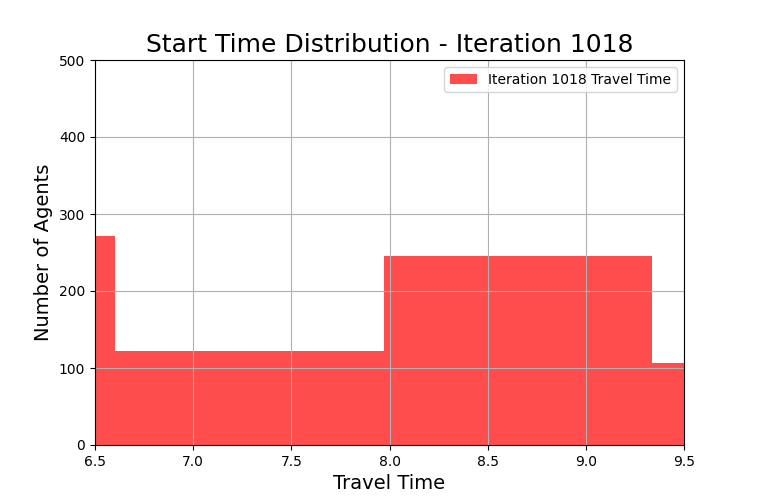 Start Time Distribution - Iteration 1018
Iteration 1018 Travel Time
Number of Agents
500
400
300
200
100
0
6.5 7.0 7.5 8.0 8.5 9.0 9.5
Travel Time